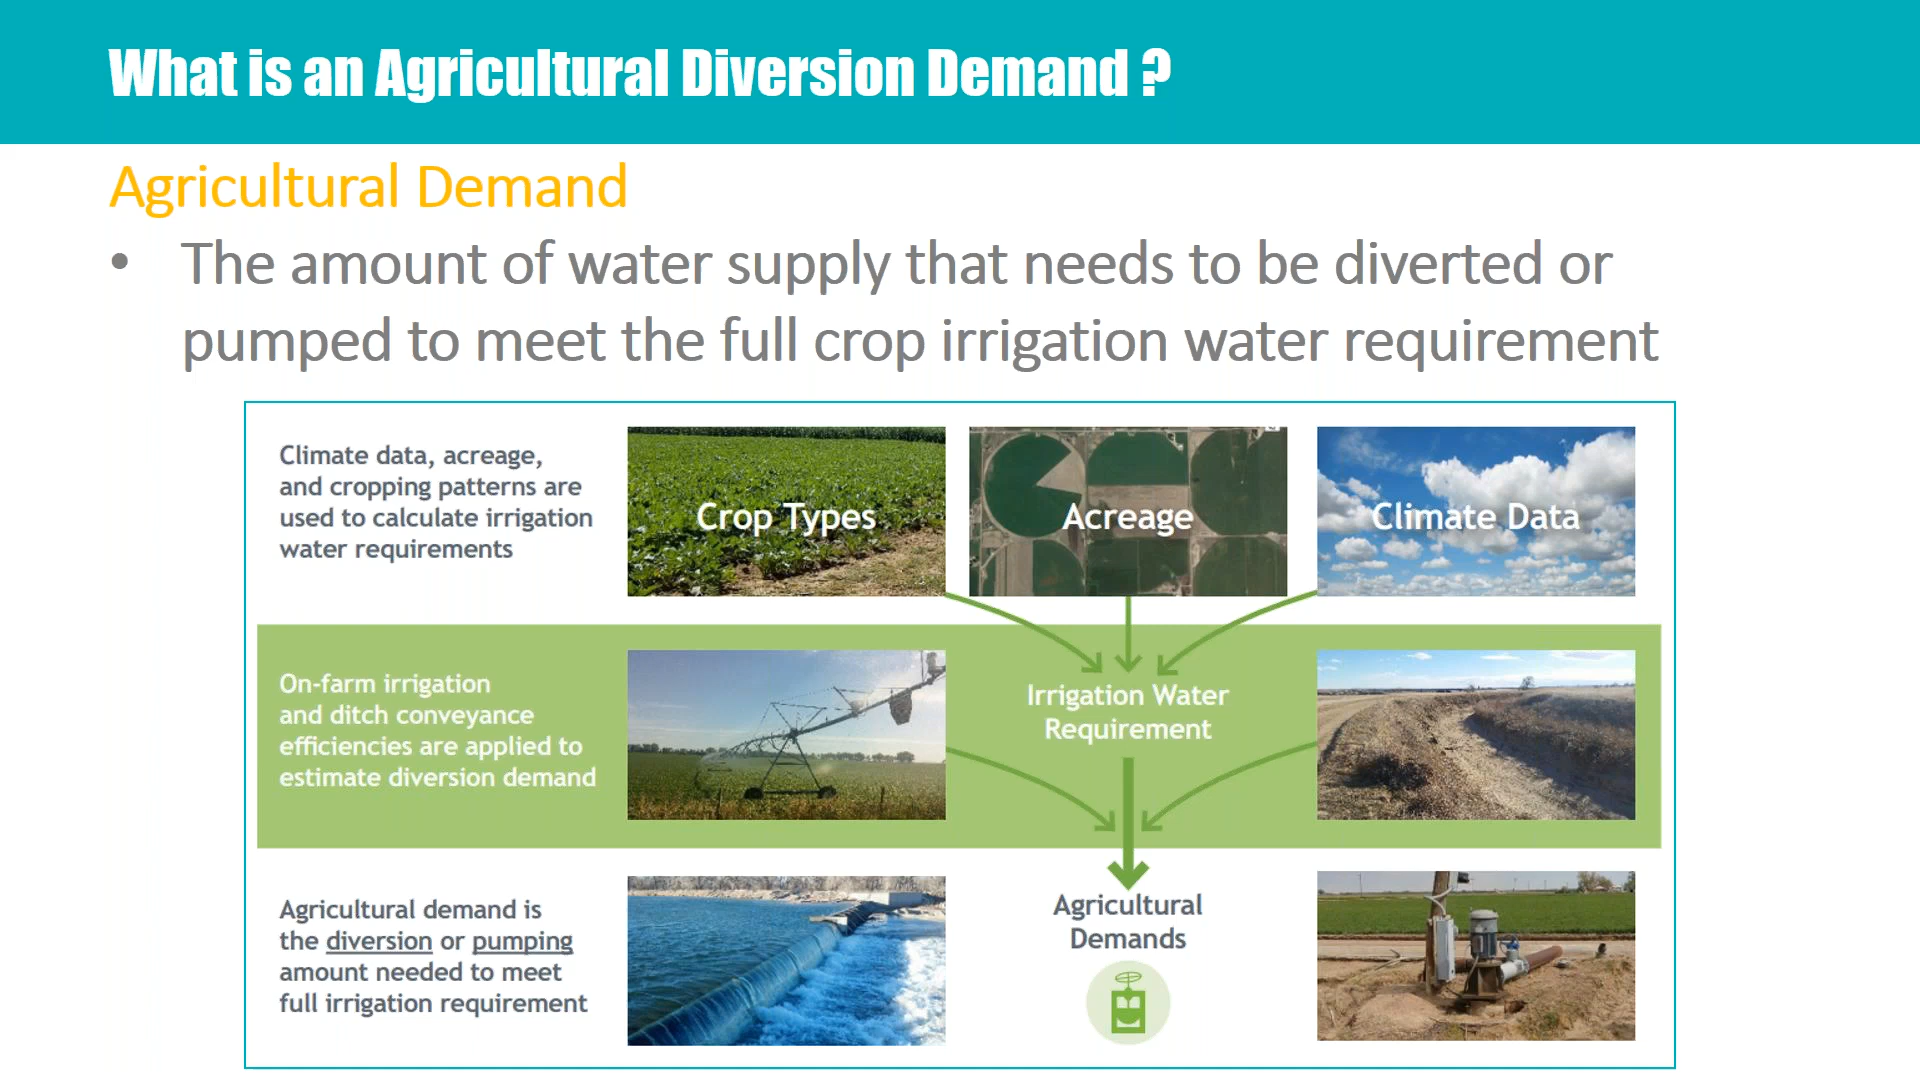 What is an Agricultural Diversion Demand ?
Agricultural Demand
• The amount of water supply that needs to be diverted or
pumped to meet the full crop irrigation water requirement
Climate data, acreage,
and cropping patterns are
used to calculate irrigation
water requirements
Crop Types
Acreage
Climate Data
On-farm irrigation
and ditch conveyance
efficiencies are applied to
estimate diversion demand
Irrigation Water
Requirement
Agricultural demand is
the diversion or pumping
amount needed to meet
full irrigation requirement
Agricultural
Demands